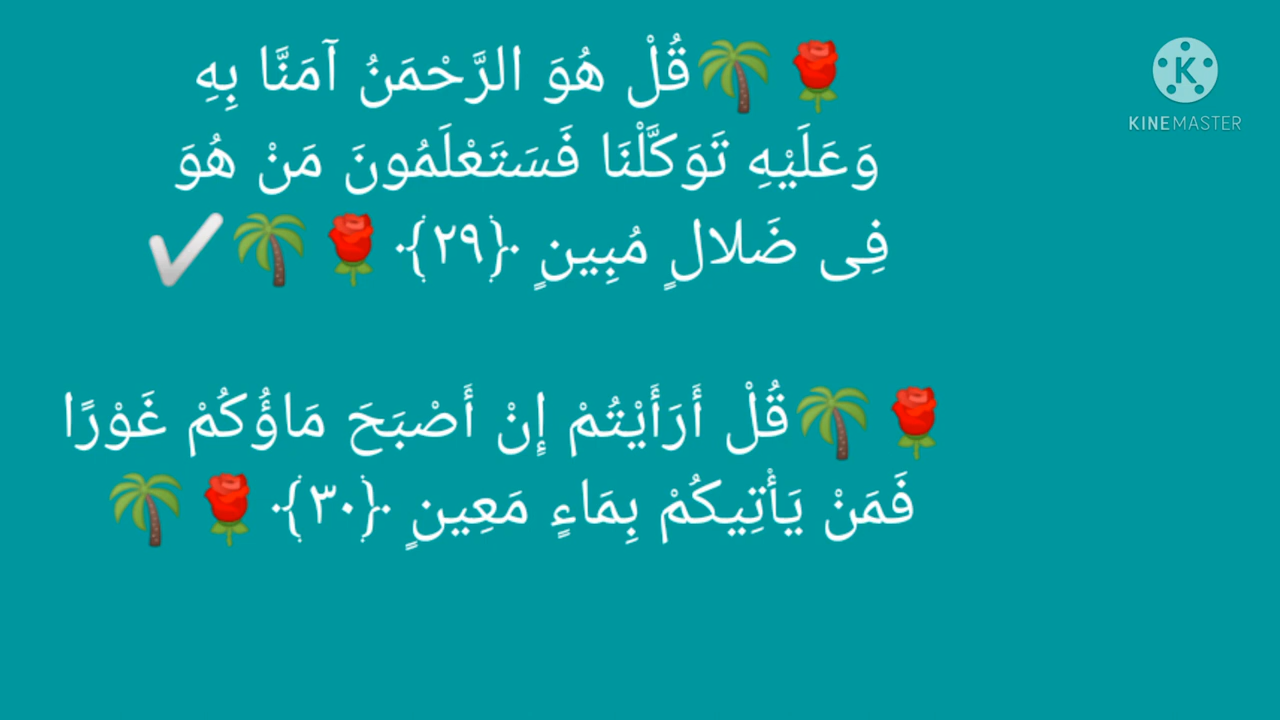 🌹🌴قُلْ هُوَ الرَّحْمَنُ آمَنَّا بِهِ
وَعَلَيْهِ تَوَكَّلْنَا فَسَتَعْلَمُونَ مَنْ هُوَ
فِى ضَلالٍ مُبِينٍ ﴿٢٩﴾ 🌹🌴✔
🌹🌴قُلْ أَرَأَيْتُمْ إِنْ أَصْبَحَ مَاؤُكُمْ غَوْرًا
فَمَنْ يَأْتِيكُمْ بِمَاءٍ مَعِينٍ ﴿٣٠﴾ 🌹🌴
K
KINEMASTER